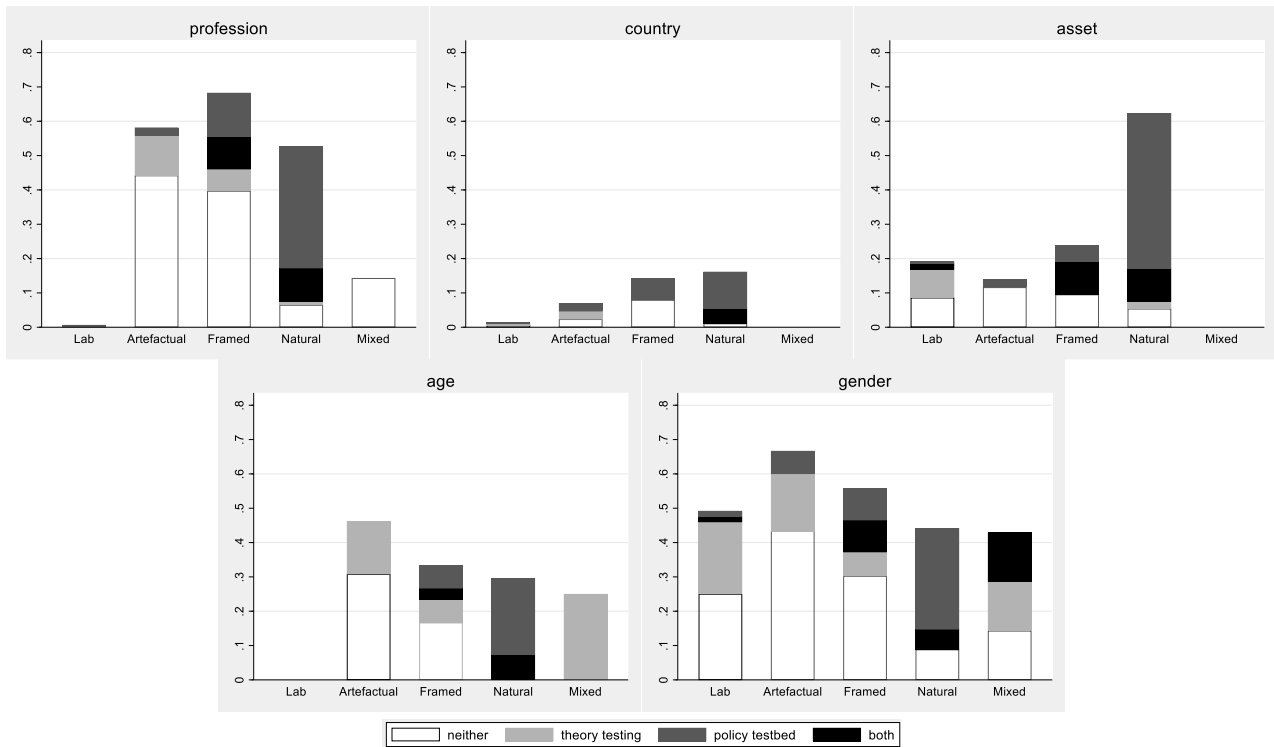 profession
country
asset
.8
.7
.6
.5
.4
.3
.2
.1
0
Lab
Artefactual
Framed
Natural
Mixed
.8
.7
.6
.5
.4
.3
.2
.1
0
Lab
Artefactual
Framed
Natural
Mixed
.8
.7
.6
.5
.4
.3
.2
.1
0
Lab
Artefactual
Framed
Natural
Mixed
age
gender
.8
.7
.6
.5
.4
.3
.2
.1
0
Lab
Artefactual
Framed
Natural
Mixed
.8
.7
.6
.5
.4
.3
.2
.1
0
Lab
Artefactual
Framed
Natural
Mixed
neither
theory testing
policy testbed
both